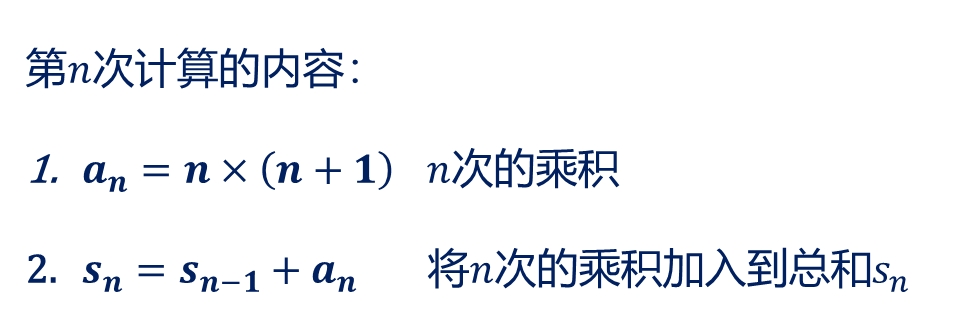 第n次计算的内容：
1. aₙ = n × (n + 1) n次的乘积
2. sₙ = sₙ₋₁ + aₙ 将n次的乘积加入到总和sₙ